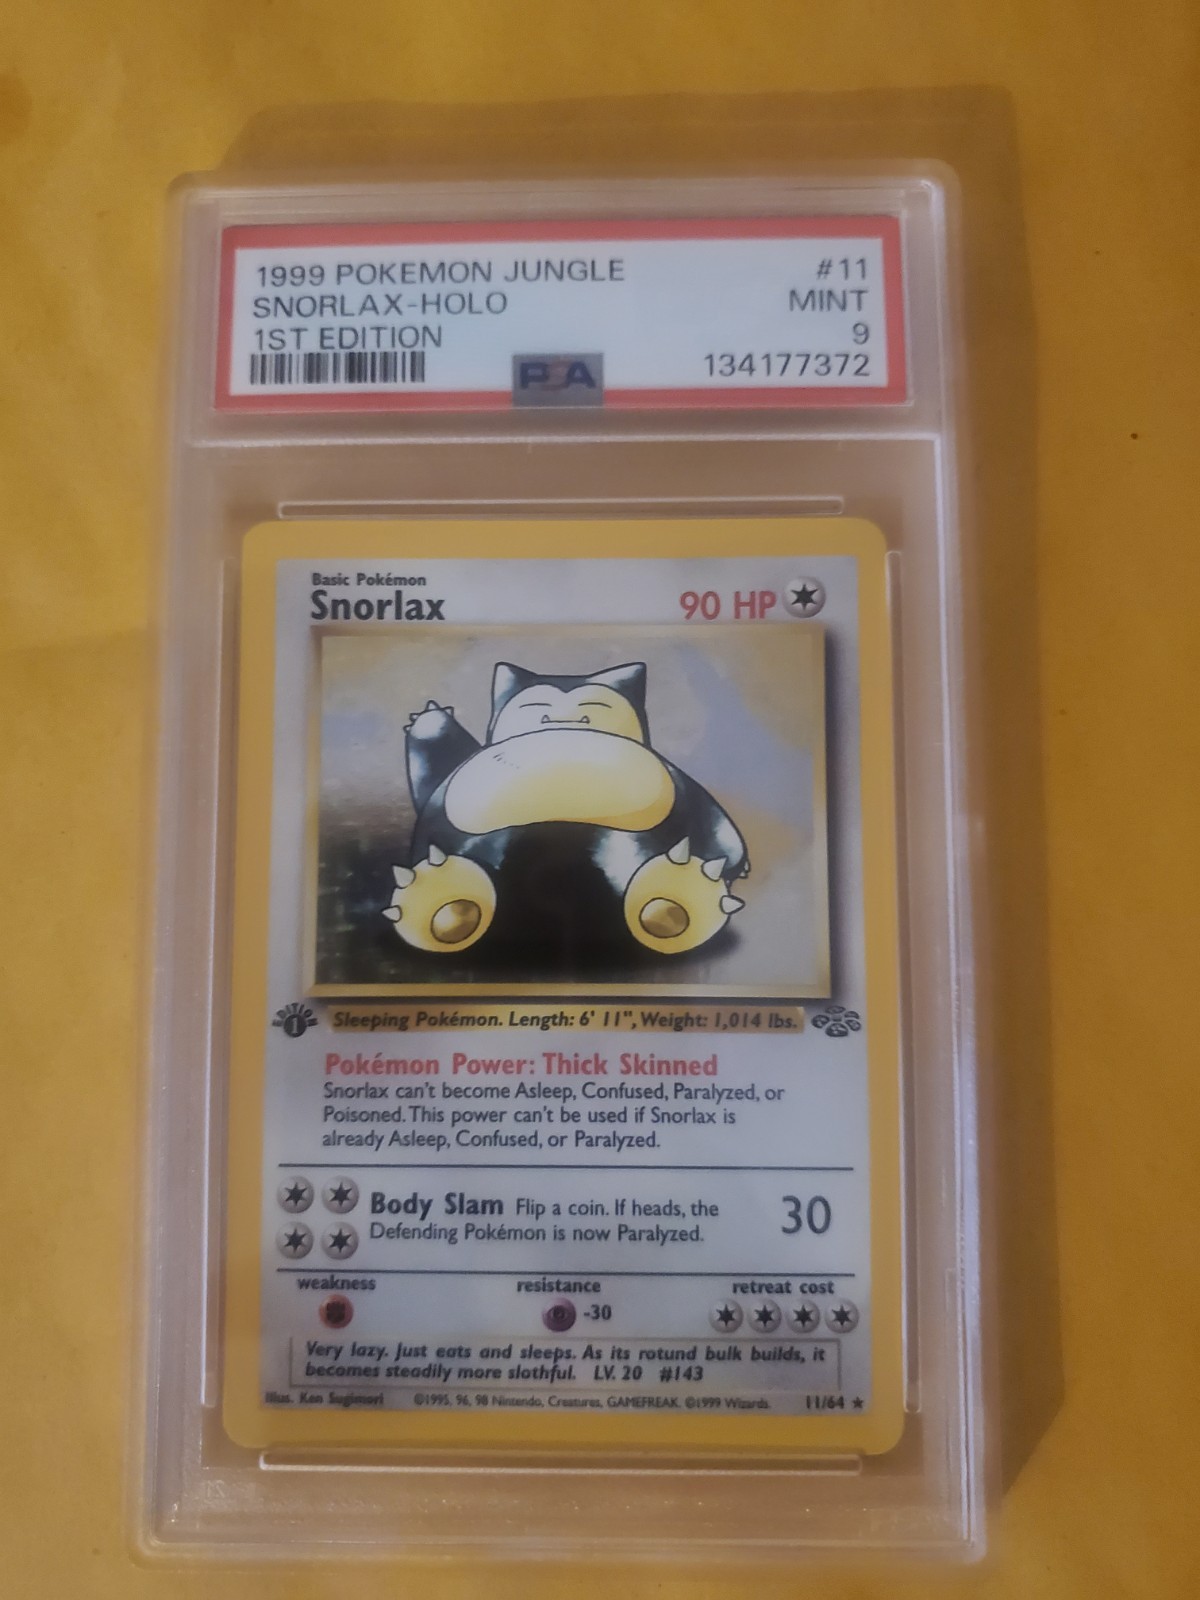 1999 POKEMON JUNGLE #11
SNORLAX-HOLO MINT
1ST EDITION 9
PSA 134177372
Basic Pokémon
Snorlax 90 HP
EDITION 1
Sleeping Pokémon. Length: 6' 11", Weight: 1,014 lbs.
Pokémon Power: Thick Skinned
Snorlax can't become Asleep, Confused, Paralyzed, or
Poisoned. This power can't be used if Snorlax is
already Asleep, Confused, or Paralyzed.
Body Slam Flip a coin. If heads, the 30
Defending Pokémon is now Paralyzed.
weakness resistance retreat cost
-30
Very lazy. Just eats and sleeps. As its rotund bulk builds, it
becomes steadily more slothful. LV. 20 #143
Illus. Ken Sugimori ©1995, 96, 98 Nintendo, Creatures, GAMEFREAK. ©1999 Wizards. 11/64